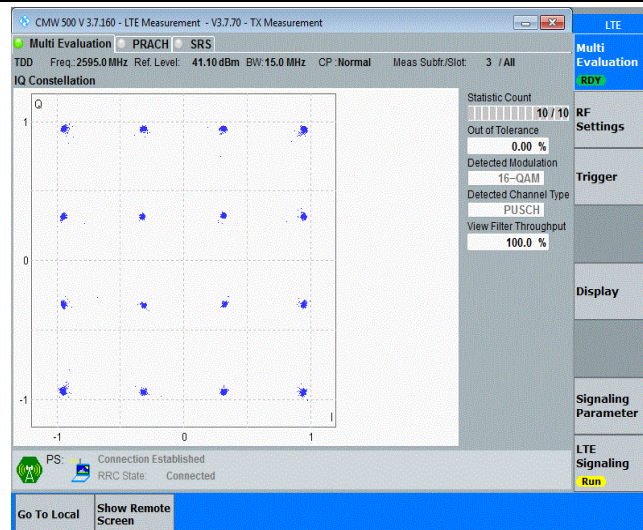 CMW 500 V 3.7.160 - LTE Measurement - V3.7.70 - TX Measurement
LTE
Multi Evaluation PRACH SRS
Multi
Evaluation
RDY
TDD Freq.:2595.0 MHz Ref. Level: 41.10 dBm BW:15.0 MHz CP :Normal Meas Subfr./Slot: 3 / All
IQ Constellation
Statistic Count
10 / 10
Out of Tolerance
0.00 %
Detected Modulation
16-QAM
Detected Channel Type
PUSCH
View Filter Throughput
100.0 %
Q
1
0
-1
I
-1 0 1
RF
Settings
Trigger
Display
Signaling
Parameter
LTE
Signaling
Run
PS: Connection Established
RRC State: Connected
Go To Local
Show Remote
Screen